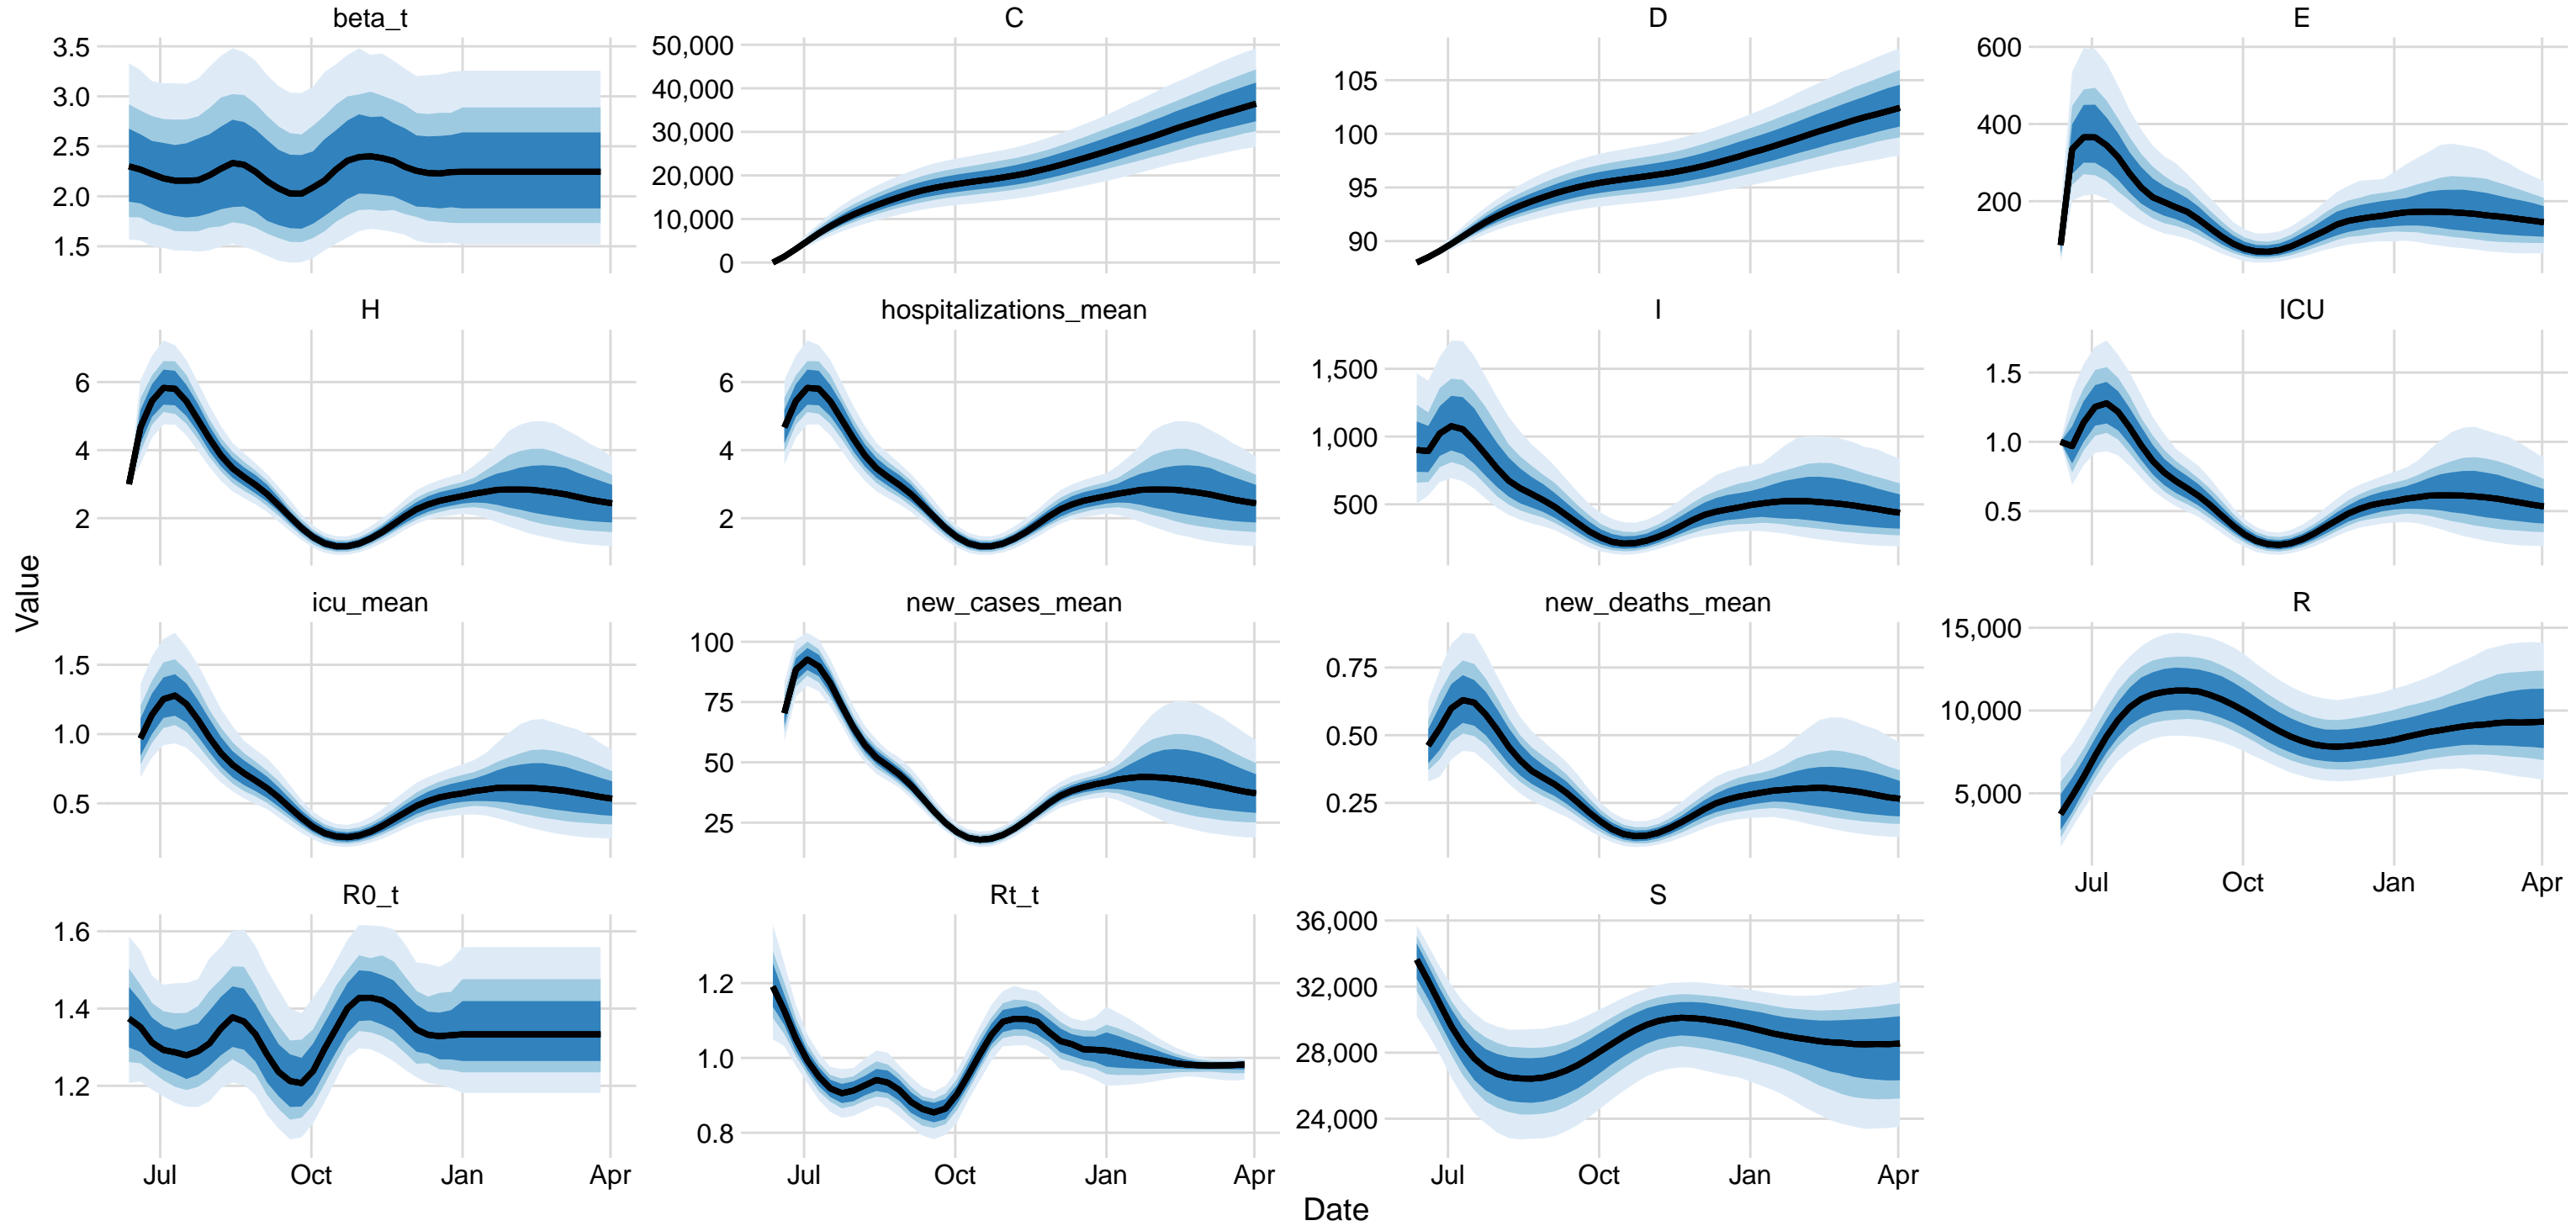 beta_t
C
D
E
3.5
3.0
2.5
2.0
1.5
50,000
40,000
30,000
20,000
10,000
0
105
100
95
90
600
400
200
H
hospitalizations_mean
I
ICU
6
4
2
6
4
2
1,500
1,000
500
1.5
1.0
0.5
Value
icu_mean
new_cases_mean
new_deaths_mean
R
1.5
1.0
0.5
100
75
50
25
0.75
0.50
0.25
15,000
10,000
5,000
Jul Oct Jan Apr
R0_t
Rt_t
S
1.6
1.4
1.2
1.2
1.0
0.8
36,000
32,000
28,000
24,000
Jul Oct Jan Apr
Jul Oct Jan Apr
Jul Oct Jan Apr
Date